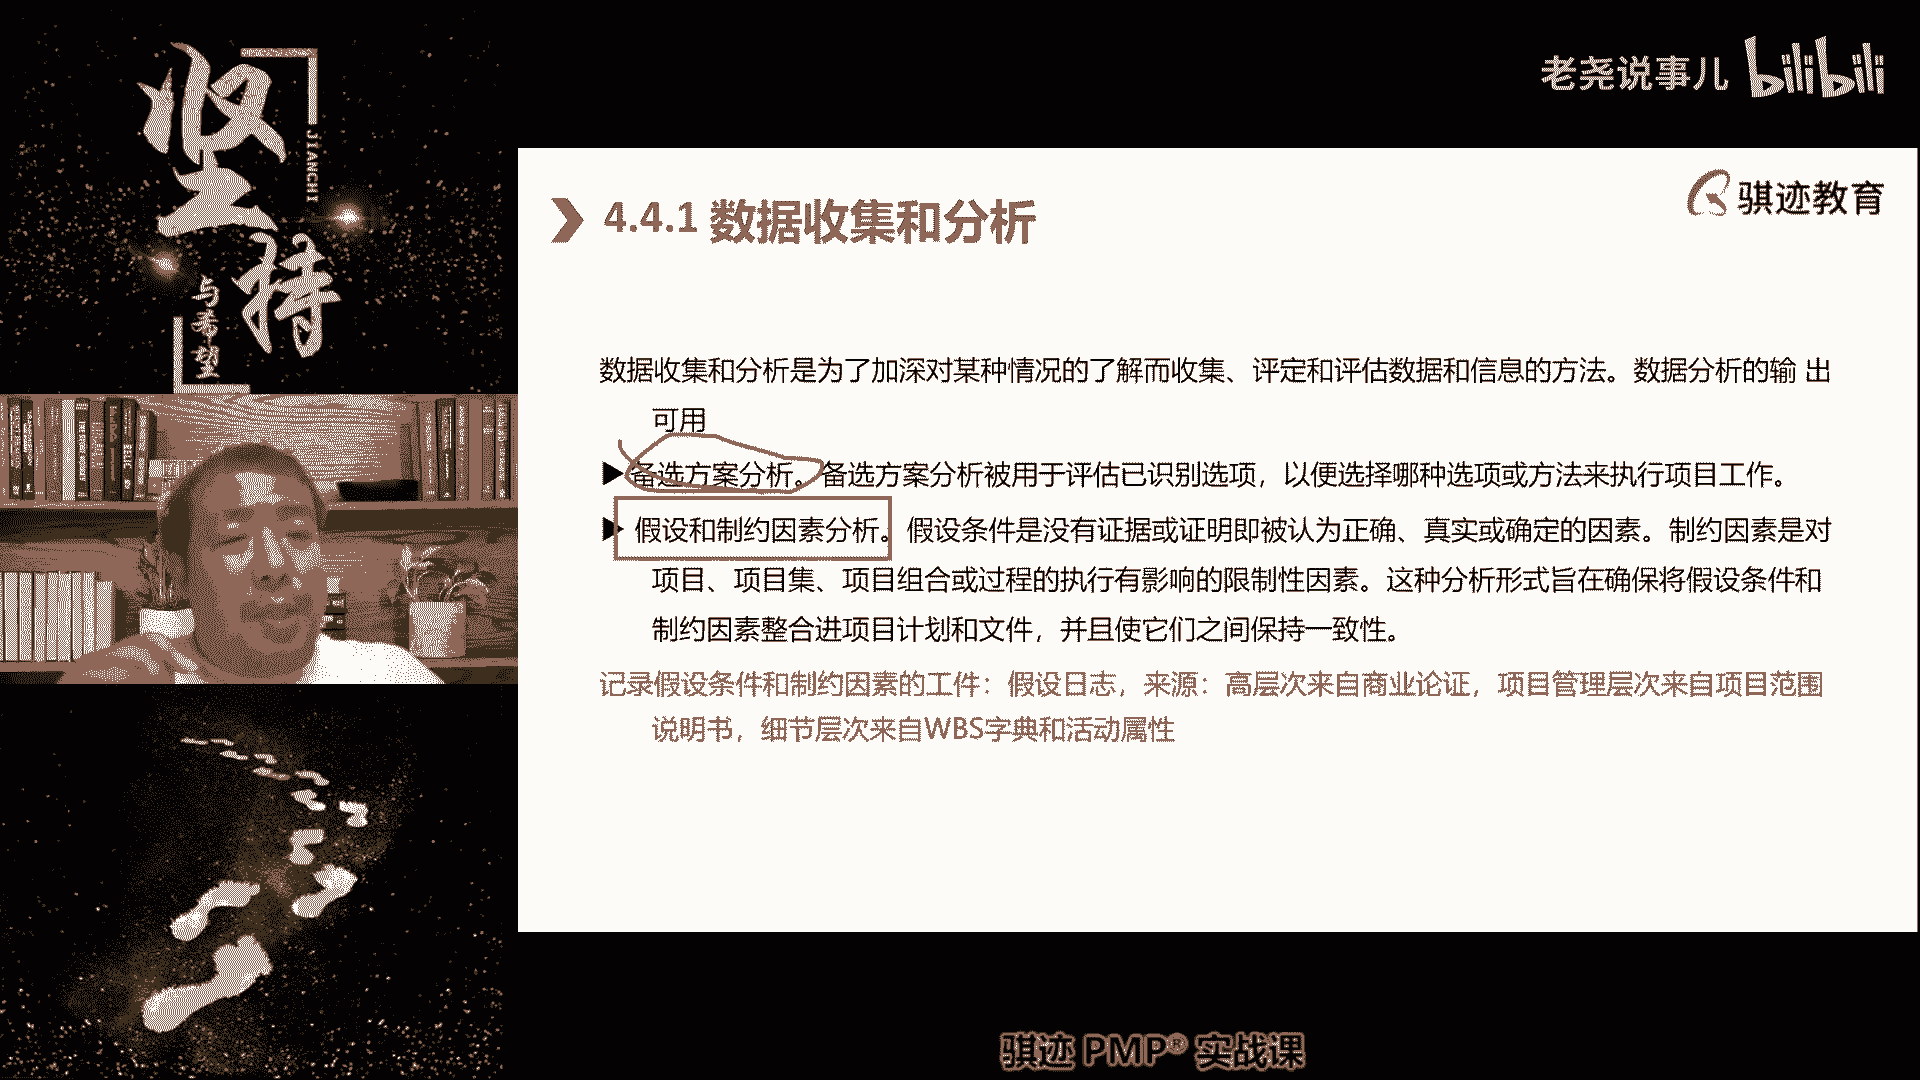 坚持
JIANCHI
与希望
老尧说事儿 bilibili
骐迹教育
4.4.1 数据收集和分析
数据收集和分析是为了加深对某种情况的了解而收集、评定和评估数据和信息的方法。数据分析的输 出
可用
备选方案分析。备选方案分析被用于评估已识别选项，以便选择哪种选项或方法来执行项目工作。
假设和制约因素分析。假设条件是没有证据或证明即被认为正确、真实或确定的因素。制约因素是对
项目、项目集、项目组合或过程的执行有影响的限制性因素。这种分析形式旨在确保将假设条件和
制约因素整合进项目计划和文件，并且使它们之间保持一致性。
记录假设条件和制约因素的工件：假设日志，来源：高层次来自商业论证，项目管理层次来自项目范围
说明书，细节层次来自WBS字典和活动属性
骐迹 PMP® 实战课